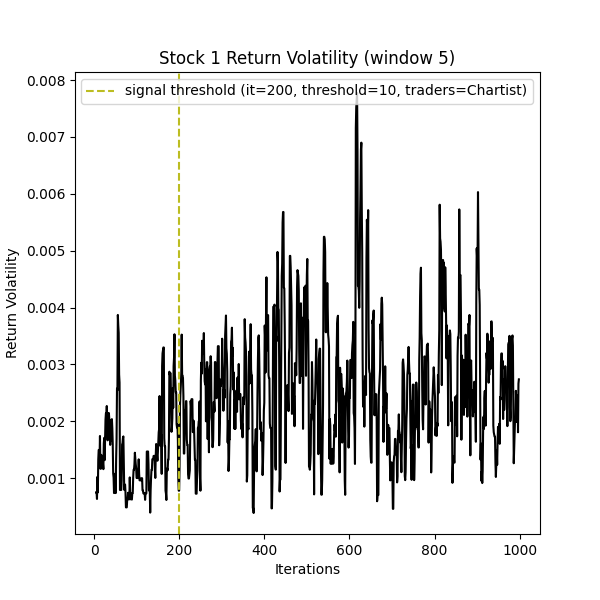 Stock 1 Return Volatility (window 5)
signal threshold (it=200, threshold=10, traders=Chartist)
0.008
0.007
0.006
0.005
0.004
0.003
0.002
0.001
Return Volatility
0 200 400 600 800 1000
Iterations